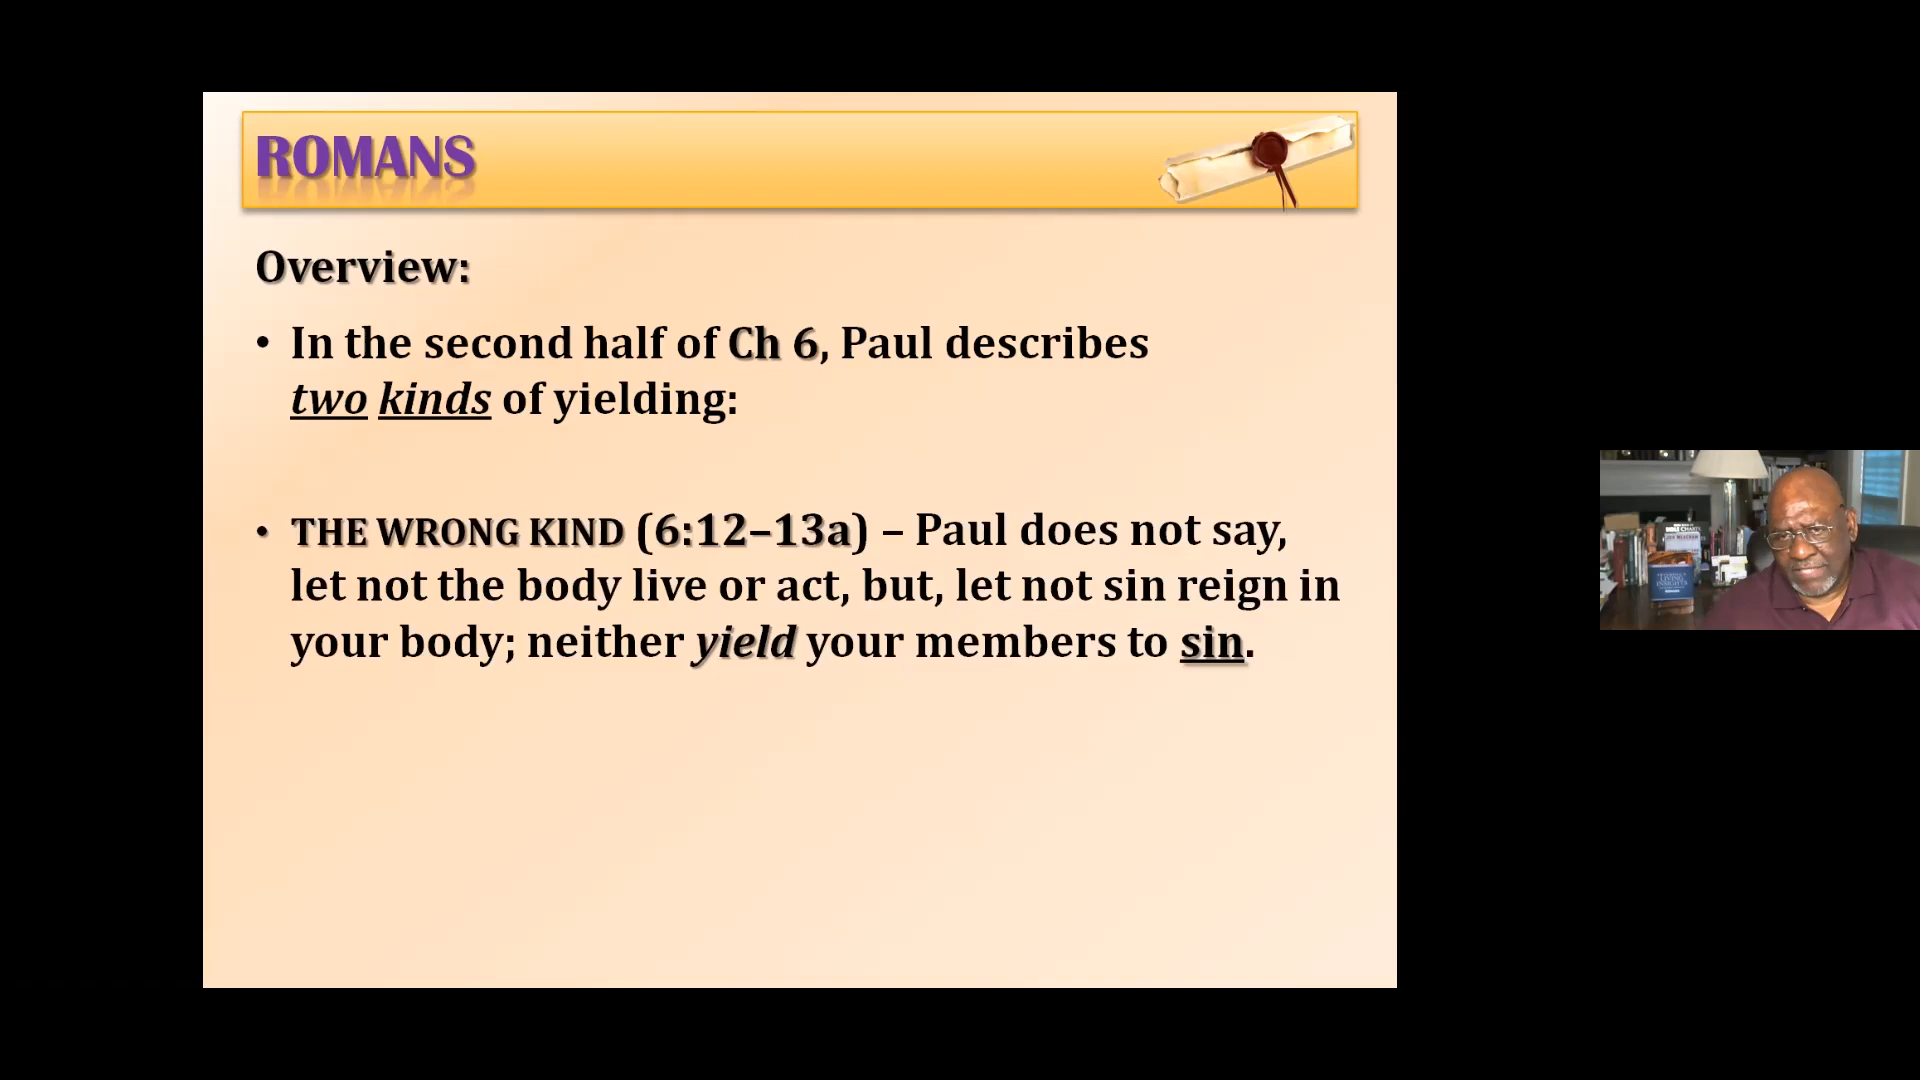 ROMANS
Overview:
• In the second half of Ch 6, Paul describes
two kinds of yielding:
• THE WRONG KIND (6:12–13a) – Paul does not say,
let not the body live or act, but, let not sin reign in
your body; neither yield your members to sin.